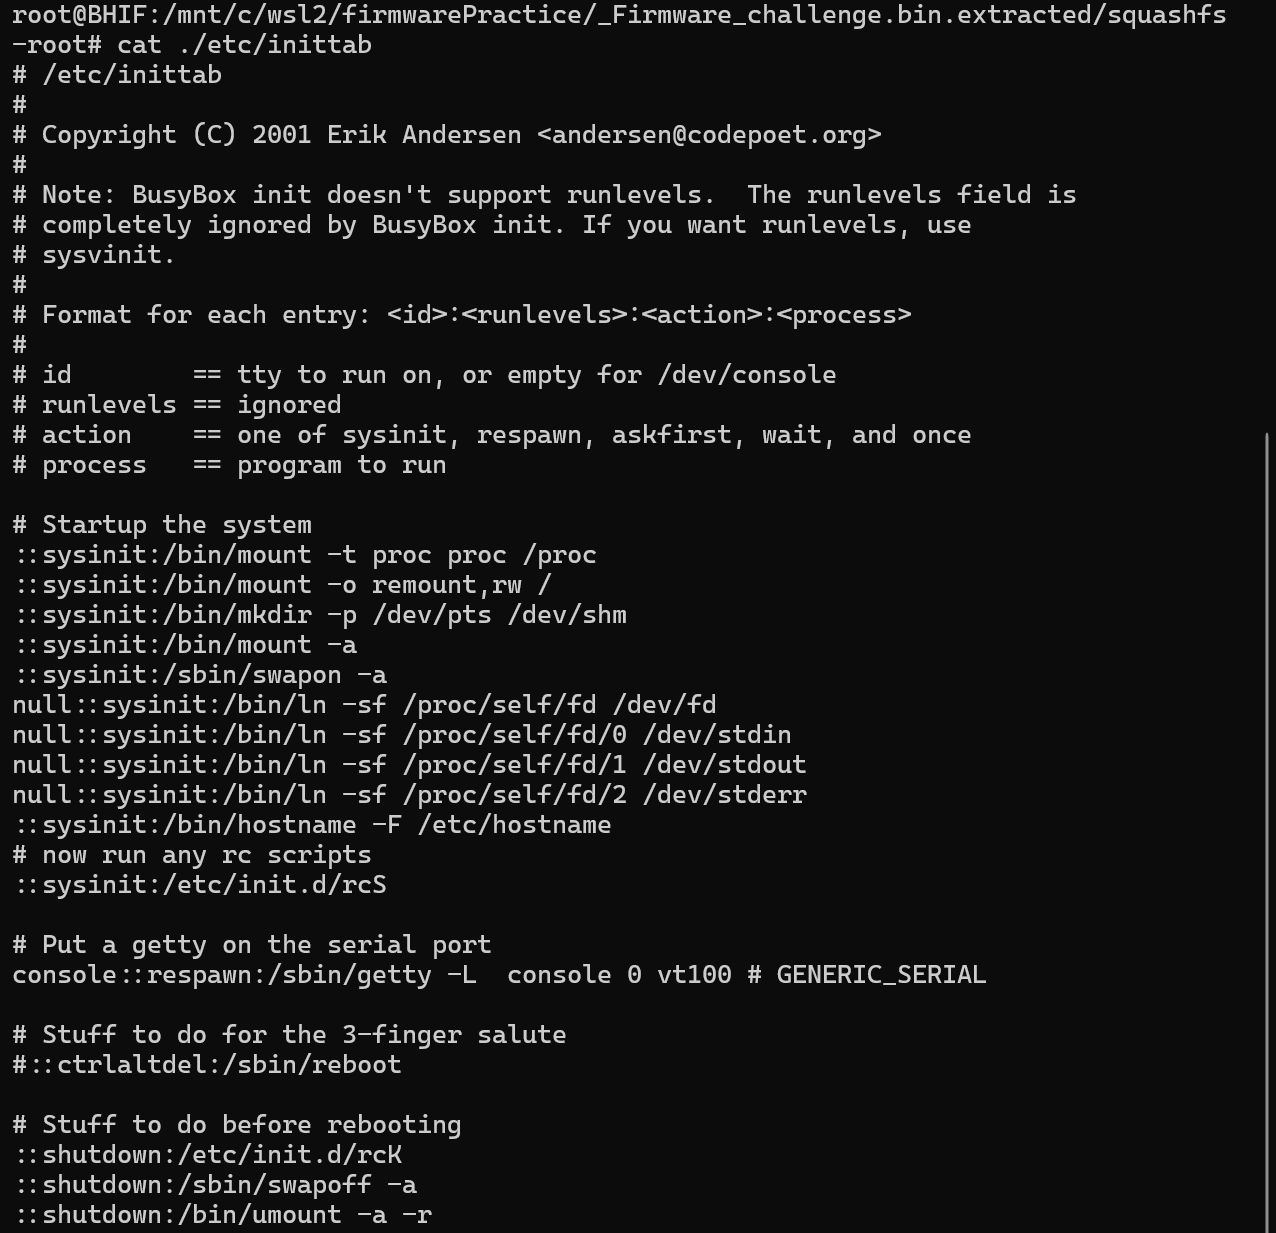 root@BHIF:/mnt/c/wsl2/firmwarePractice/_Firmware_challenge.bin.extracted/squashfs
-root# cat ./etc/inittab
# /etc/inittab
#
# Copyright (C) 2001 Erik Andersen <andersen@codepoet.org>
#
# Note: BusyBox init doesn't support runlevels.  The runlevels field is
# completely ignored by BusyBox init. If you want runlevels, use
# sysvinit.
#
# Format for each entry: <id>:<runlevels>:<action>:<process>
#
# id        == tty to run on, or empty for /dev/console
# runlevels == ignored
# action    == one of sysinit, respawn, askfirst, wait, and once
# process   == program to run

# Startup the system
::sysinit:/bin/mount -t proc proc /proc
::sysinit:/bin/mount -o remount,rw /
::sysinit:/bin/mkdir -p /dev/pts /dev/shm
::sysinit:/bin/mount -a
::sysinit:/sbin/swapon -a
null::sysinit:/bin/ln -sf /proc/self/fd /dev/fd
null::sysinit:/bin/ln -sf /proc/self/fd/0 /dev/stdin
null::sysinit:/bin/ln -sf /proc/self/fd/1 /dev/stdout
null::sysinit:/bin/ln -sf /proc/self/fd/2 /dev/stderr
::sysinit:/bin/hostname -F /etc/hostname
# now run any rc scripts
::sysinit:/etc/init.d/rcS

# Put a getty on the serial port
console::respawn:/sbin/getty -L  console 0 vt100 # GENERIC_SERIAL

# Stuff to do for the 3-finger salute
#::ctrlaltdel:/sbin/reboot

# Stuff to do before rebooting
::shutdown:/etc/init.d/rcK
::shutdown:/sbin/swapoff -a
::shutdown:/bin/umount -a -r